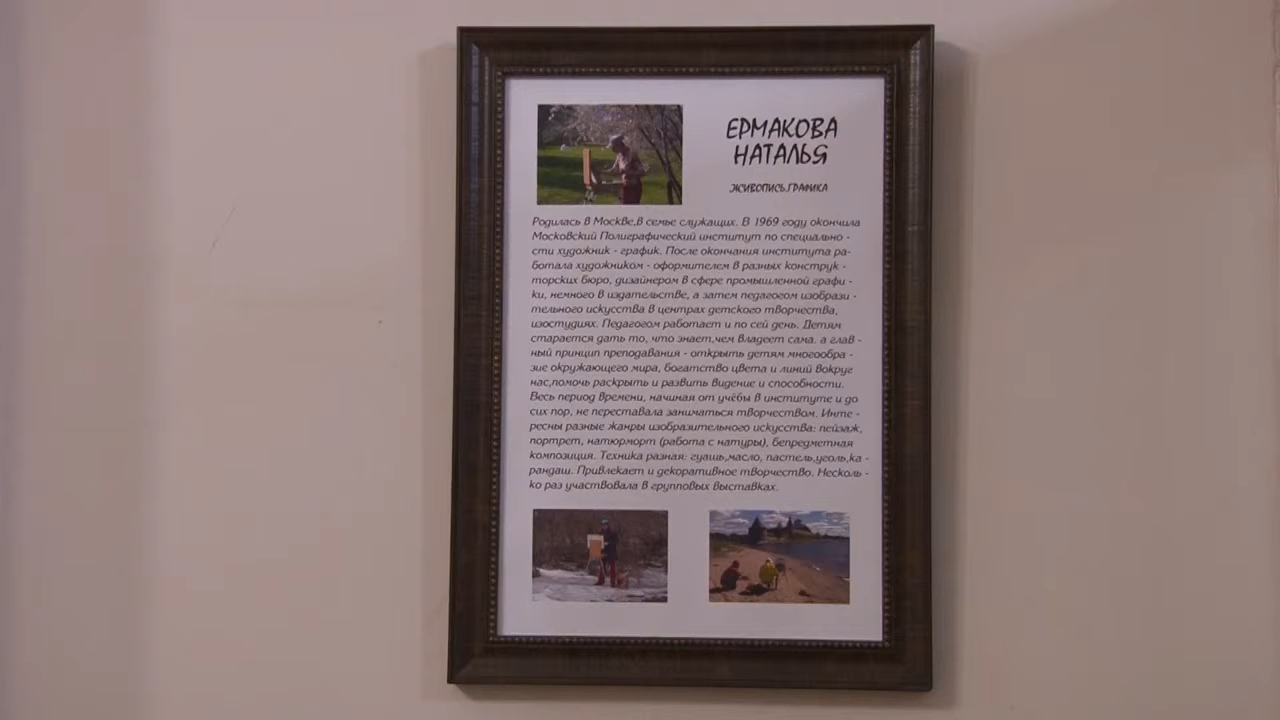 ЕРМАКОВА
НАТАЛЬЯ
ЖИВОПИСЬ,ГРАФИКА
Родилась в Москве,в семье служащих. В 1969 году окончила
Московский Полиграфический институт по специально -
сти художник - график. После окончания института ра-
ботала художником - оформителем в разных конструк -
торских бюро, дизайнером в сфере промышленной графи -
ки, немного в издательстве, а затем педагогом изобрази -
тельного искусства в центрах детского творчества,
изостудиях. Педагогом работает и по сей день. Детям
старается дать то, что знает,чем владеет сама. а глав -
ный принцип преподавания - открыть детям многообра -
зие окружающего мира, богатство цвета и линий вокруг
нас,помочь раскрыть и развить видение и способности.
Весь период времени, начиная от учёбы в институте и до
сих пор, не переставала заниматься творчеством. Инте -
ресны разные жанры изобразительного искусства: пейзаж,
портрет, натюрморт (работа с натуры), бепредметная
композиция. Техника разная: гуашь,масло, пастель,уголь,ка -
рандаш. Привлекает и декоративное творчество. Несколь -
ко раз участвовала в групповых выставках.